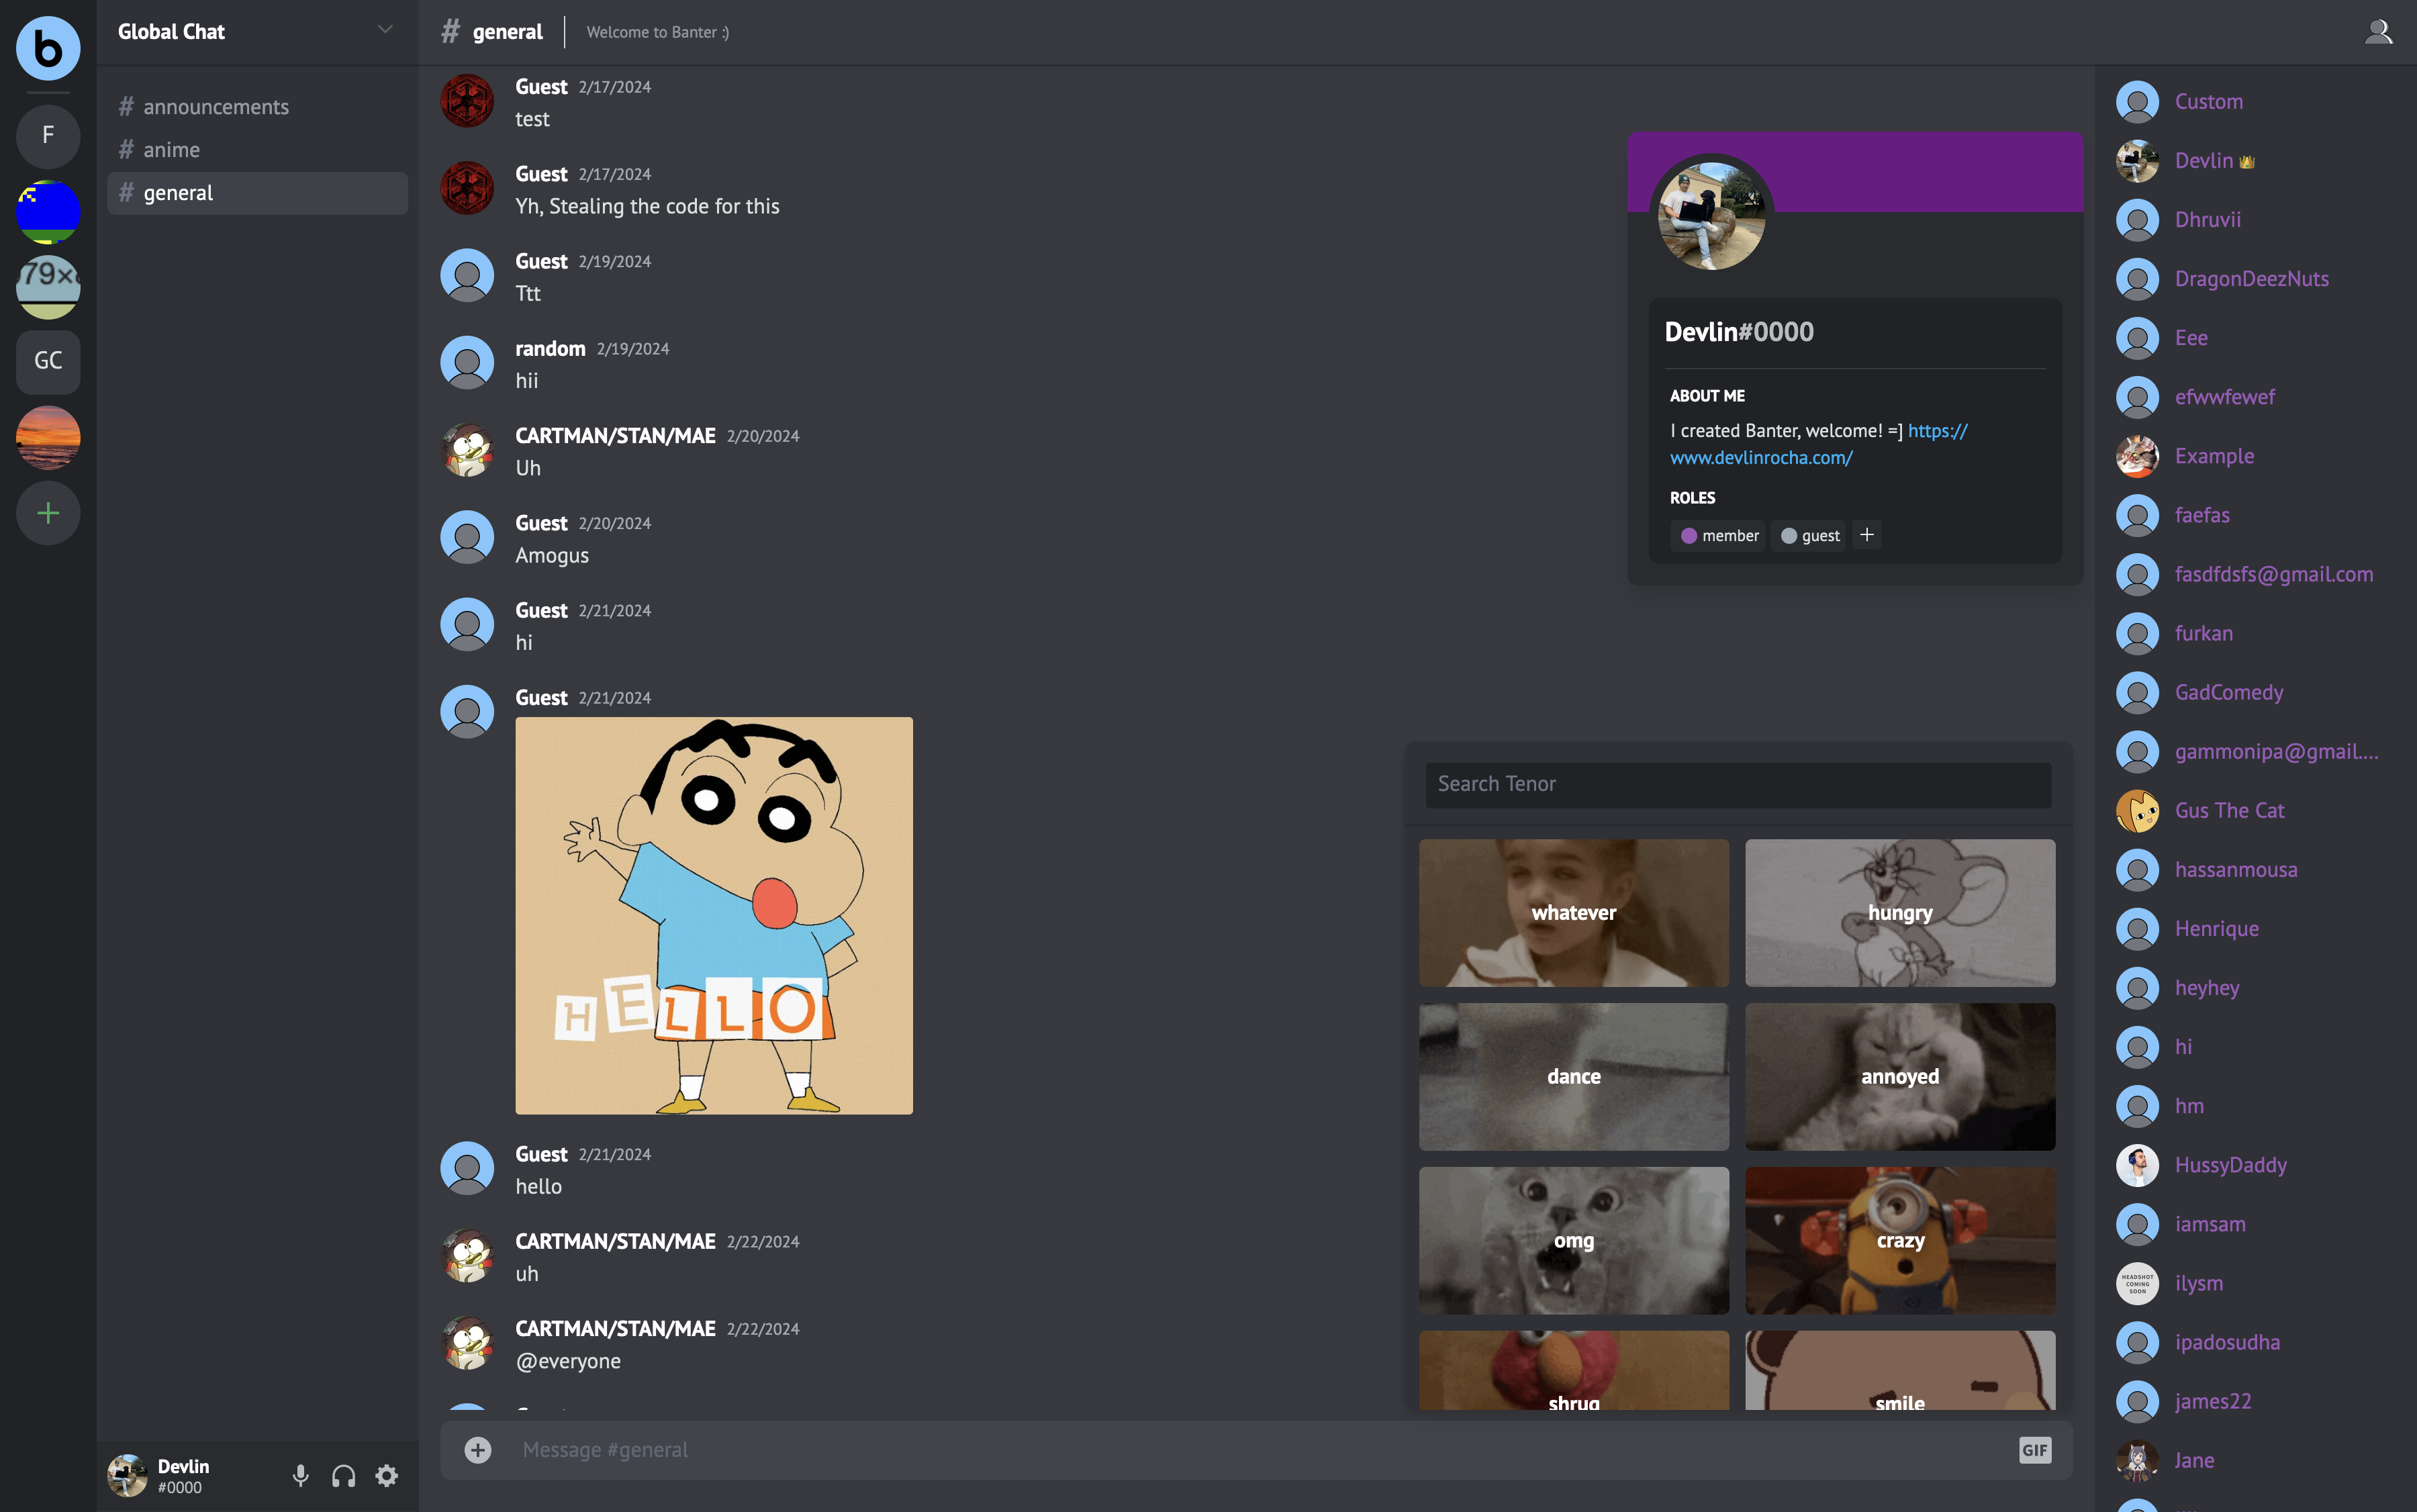 b
F
79×
GC
Global Chat
# announcements
# anime
# general
Devlin
#0000
# general
Welcome to Banter :)
Guest 2/17/2024
test
Guest 2/17/2024
Yh, Stealing the code for this
Guest 2/19/2024
Ttt
random 2/19/2024
hii
CARTMAN/STAN/MAE 2/20/2024
Uh
Guest 2/20/2024
Amogus
Guest 2/21/2024
hi
Guest 2/21/2024
HELLO
Guest 2/21/2024
hello
CARTMAN/STAN/MAE 2/22/2024
uh
CARTMAN/STAN/MAE 2/22/2024
@everyone
Message #general
GIF
Devlin#0000
ABOUT ME
I created Banter, welcome! =] https://
www.devlinrocha.com/
ROLES
member guest +
Search Tenor
whatever
hungry
dance
annoyed
omg
crazy
shrug
smile
Custom
Devlin 👑
Dhruvii
DragonDeezNuts
Eee
efwwfewef
Example
faefas
fasdfdsfs@gmail.com
furkan
GadComedy
gammonipa@gmail....
Gus The Cat
hassanmousa
Henrique
heyhey
hi
hm
HussyDaddy
iamsam
HEADSHOT
COMING
SOON
ilysm
ipadosudha
james22
Jane